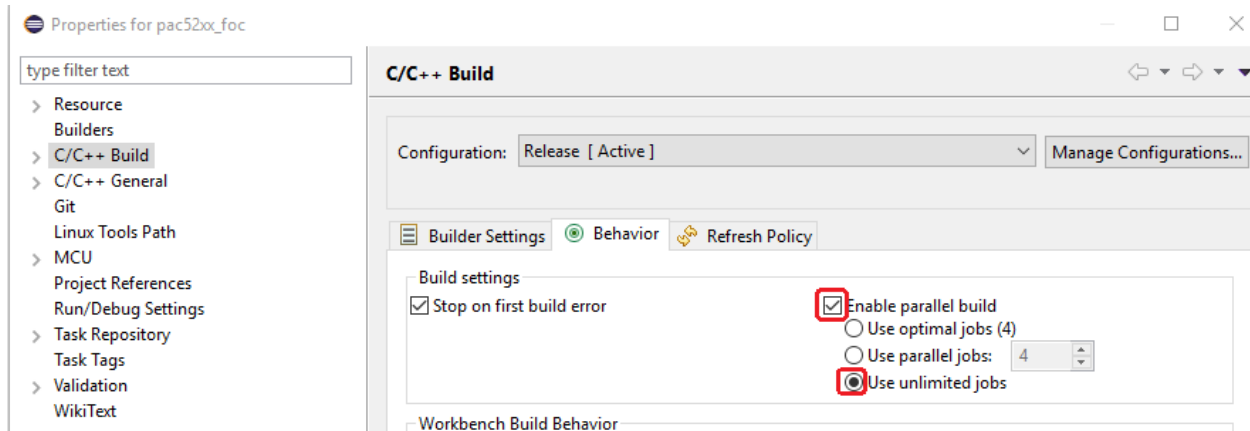 Properties for pac52xx_foc
type filter text
Resource
Builders
C/C++ Build
C/C++ General
Git
Linux Tools Path
MCU
Project References
Run/Debug Settings
Task Repository
Task Tags
Validation
WikiText
C/C++ Build
Configuration: Release [ Active ] Manage Configurations...
Builder Settings Behavior Refresh Policy
Build settings
Stop on first build error Enable parallel build
Use optimal jobs (4)
Use parallel jobs: 4
Use unlimited jobs
Workbench Build Behavior